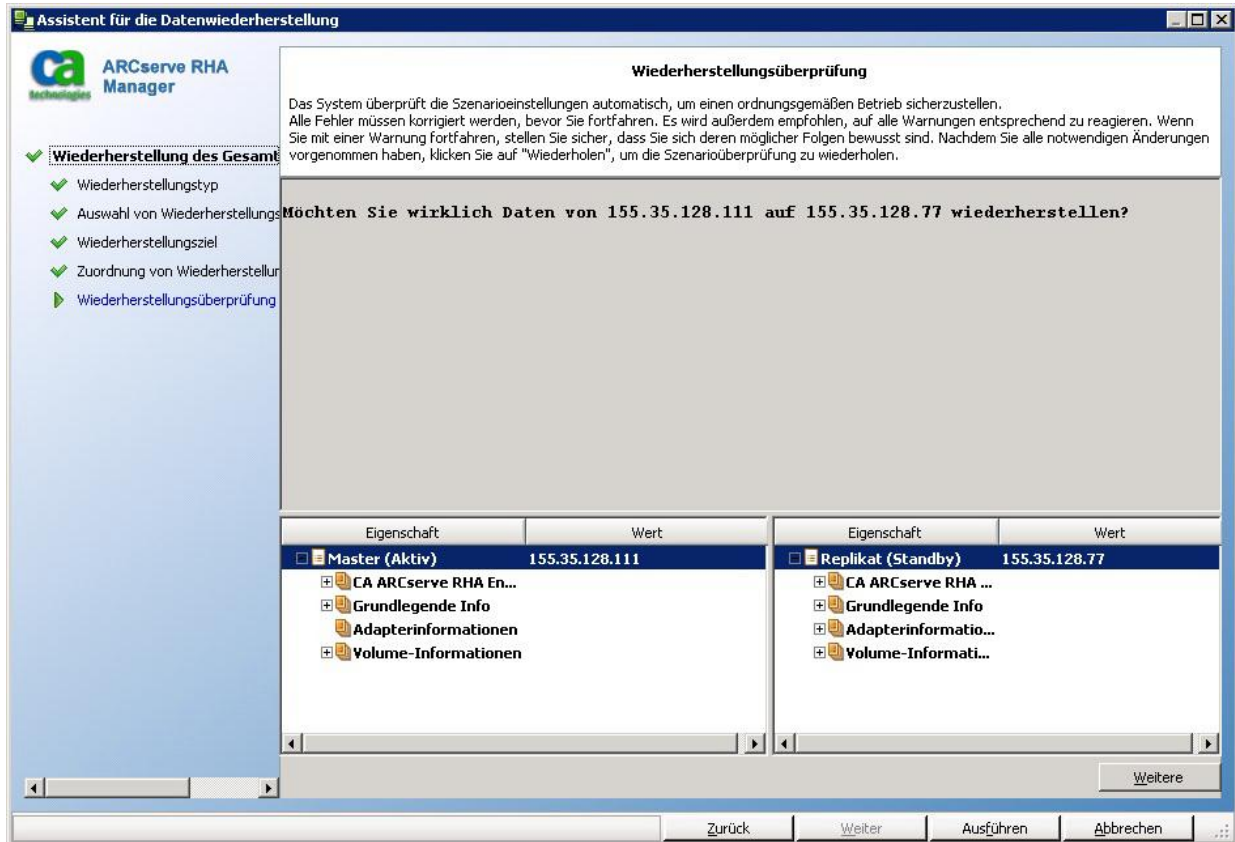 Assistent für die Datenwiederherstellung
ca
technologies
ARCserve RHA
Manager
Wiederherstellung des Gesamt
Wiederherstellungstyp
Auswahl von Wiederherstellungs
Wiederherstellungsziel
Zuordnung von Wiederherstellur
Wiederherstellungsüberprüfung
Wiederherstellungsüberprüfung
Das System überprüft die Szenarioeinstellungen automatisch, um einen ordnungsgemäßen Betrieb sicherzustellen.
Alle Fehler müssen korrigiert werden, bevor Sie fortfahren. Es wird außerdem empfohlen, auf alle Warnungen entsprechend zu reagieren. Wenn
Sie mit einer Warnung fortfahren, stellen Sie sicher, dass Sie sich deren möglicher Folgen bewusst sind. Nachdem Sie alle notwendigen Änderungen
vorgenommen haben, klicken Sie auf "Wiederholen", um die Szenarioüberprüfung zu wiederholen.
Möchten Sie wirklich Daten von 155.35.128.111 auf 155.35.128.77 wiederherstellen?
Eigenschaft Wert
Master (Aktiv) 155.35.128.111
CA ARCserve RHA En...
Grundlegende Info
Adapterinformationen
Volume-Informationen
Eigenschaft Wert
Replikat (Standby) 155.35.128.77
CA ARCserve RHA ...
Grundlegende Info
Adapterinformatio...
Volume-Informati...
Weitere
Zurück Weiter Ausführen Abbrechen